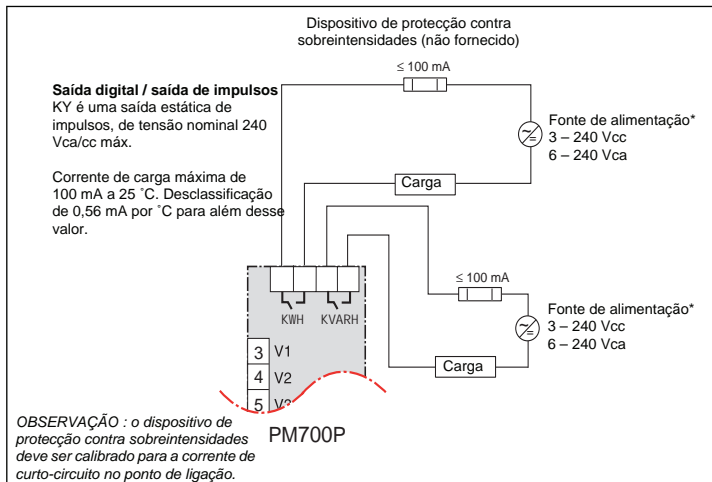 Dispositivo de protecção contra
sobreintensidades (não fornecido)
≤ 100 mA
Saída digital / saída de impulsos
KY é uma saída estática de
impulsos, de tensão nominal 240
Vca/cc máx.
Corrente de carga máxima de
100 mA a 25 ˚C. Desclassificação
de 0,56 mA por ˚C para além desse
valor.
Fonte de alimentação*
3 – 240 Vcc
6 – 240 Vca
Carga
≤ 100 mA
Fonte de alimentação*
3 – 240 Vcc
6 – 240 Vca
Carga
KWH KVARH
3 V1
4 V2
5 V3
PM700P
OBSERVAÇÃO : o dispositivo de
protecção contra sobreintensidades
deve ser calibrado para a corrente de
curto-circuito no ponto de ligação.